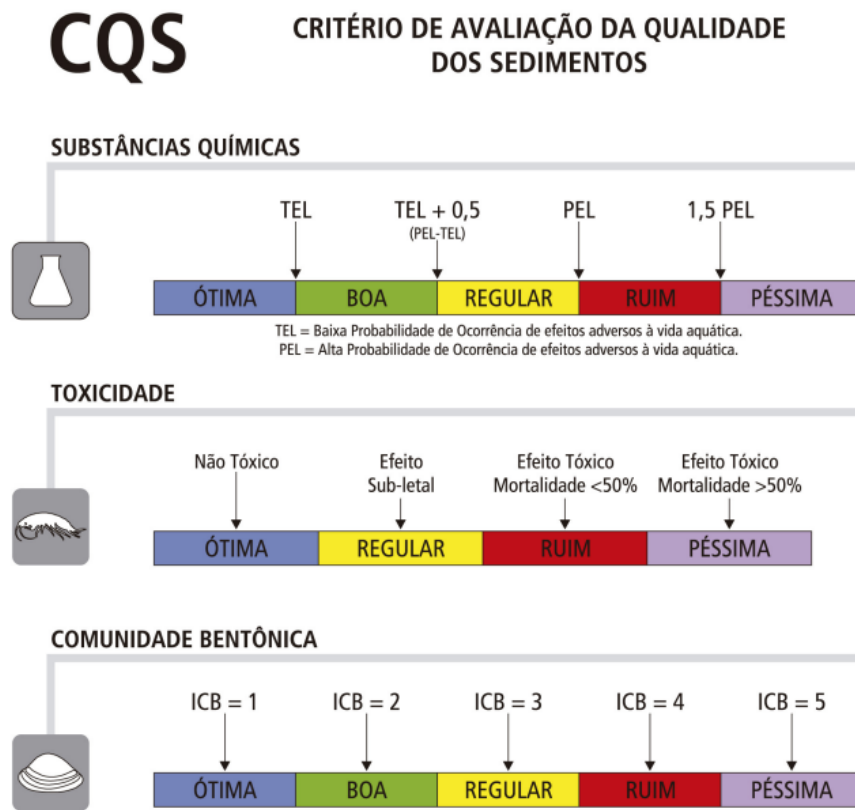 CQS
CRITÉRIO DE AVALIAÇÃO DA QUALIDADE
DOS SEDIMENTOS
SUBSTÂNCIAS QUÍMICAS
TEL
TEL + 0,5
(PEL-TEL)
PEL
1,5 PEL
ÓTIMA
BOA
REGULAR
RUIM
PÉSSIMA
TEL = Baixa Probabilidade de Ocorrência de efeitos adversos à vida aquática.
PEL = Alta Probabilidade de Ocorrência de efeitos adversos à vida aquática.
TOXICIDADE
Não Tóxico
Efeito
Sub-letal
Efeito Tóxico
Mortalidade <50%
Efeito Tóxico
Mortalidade >50%
ÓTIMA
REGULAR
RUIM
PÉSSIMA
COMUNIDADE BENTÔNICA
ICB = 1
ICB = 2
ICB = 3
ICB = 4
ICB = 5
ÓTIMA
BOA
REGULAR
RUIM
PÉSSIMA